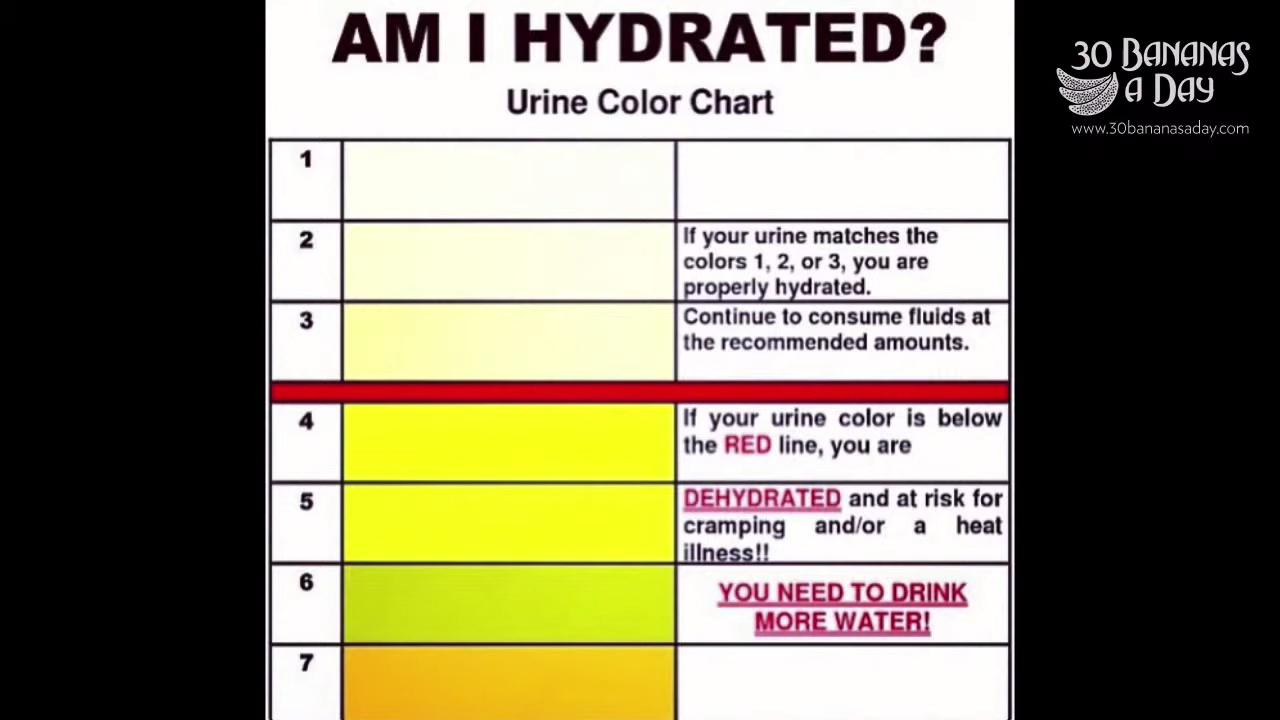 AM I HYDRATED?
Urine Color Chart
30 BANANAS
A DAY
www.30bananasaday.com
1
2
If your urine matches the
colors 1, 2, or 3, you are
properly hydrated.
3
Continue to consume fluids at
the recommended amounts.
4
If your urine color is below
the RED line, you are
5
DEHYDRATED and at risk for
cramping and/or a heat
illness!!
6
YOU NEED TO DRINK
MORE WATER!
7